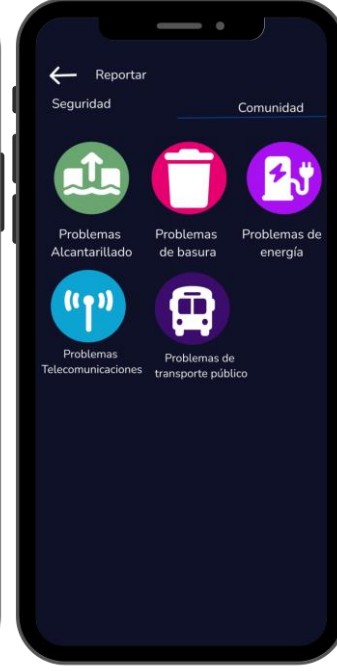 Reportar
Seguridad
Comunidad
Problemas
Alcantarillado
Problemas
de basura
Problemas de
energía
Problemas
Telecomunicaciones
Problemas de
transporte público